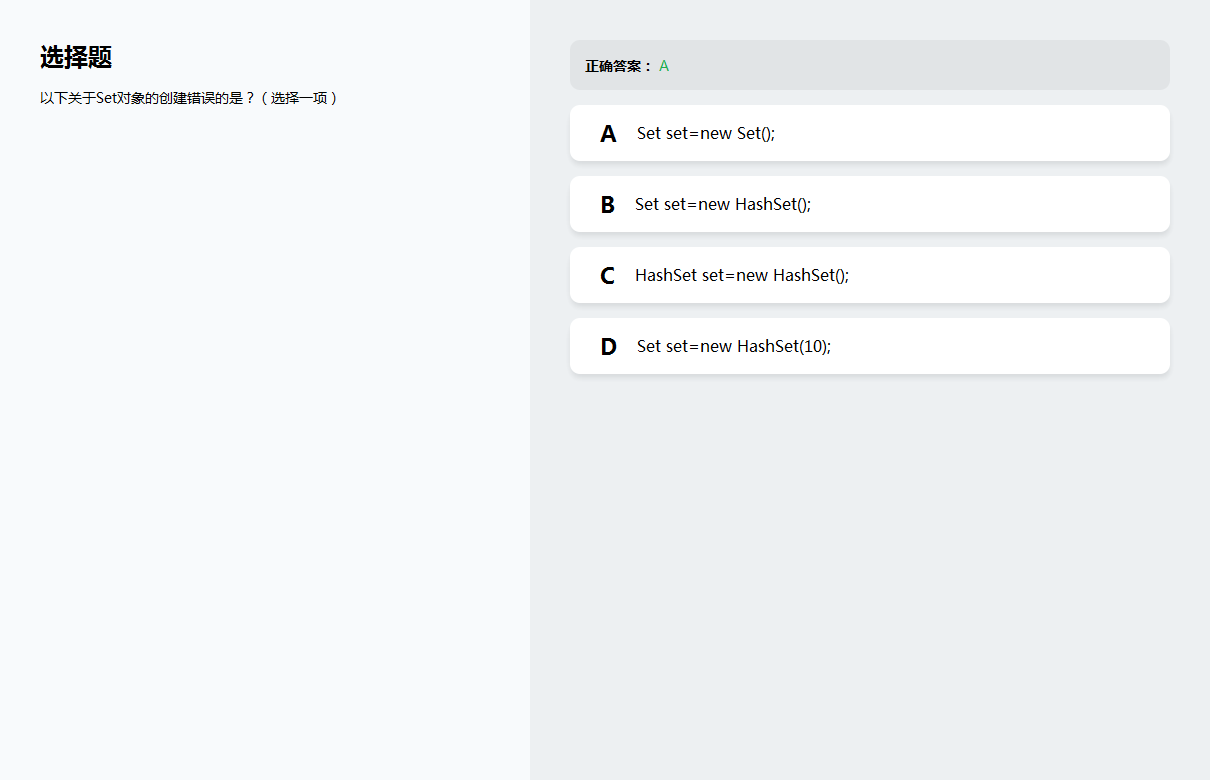 选择题
以下关于Set对象的创建错误的是？（选择一项）
正确答案： A
A Set set=new Set();
B Set set=new HashSet();
C HashSet set=new HashSet();
D Set set=new HashSet(10);